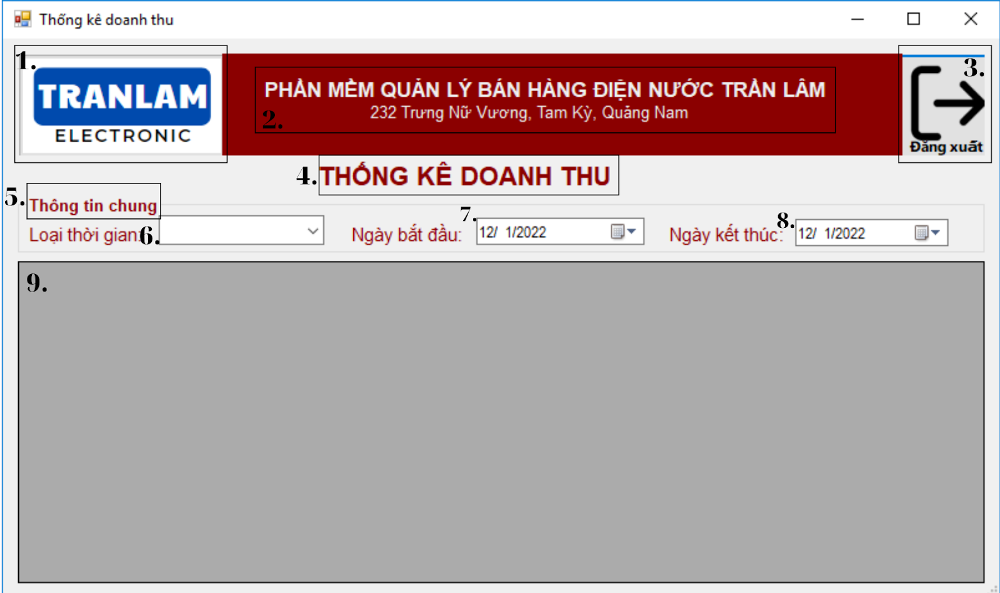 Thống kê doanh thu
1.
TRANLAM
ELECTRONIC
PHẦN MỀM QUẢN LÝ BÁN HÀNG ĐIỆN NƯỚC TRẦN LÂM
232 Trưng Nữ Vương, Tam Kỳ, Quảng Nam
2.
3.
Đăng xuất
4. THỐNG KÊ DOANH THU
5. Thông tin chung
Loại thời gian: 6.
Ngày bắt đầu: 7. 12/ 1/2022
Ngày kết thúc: 8. 12/ 1/2022
9.